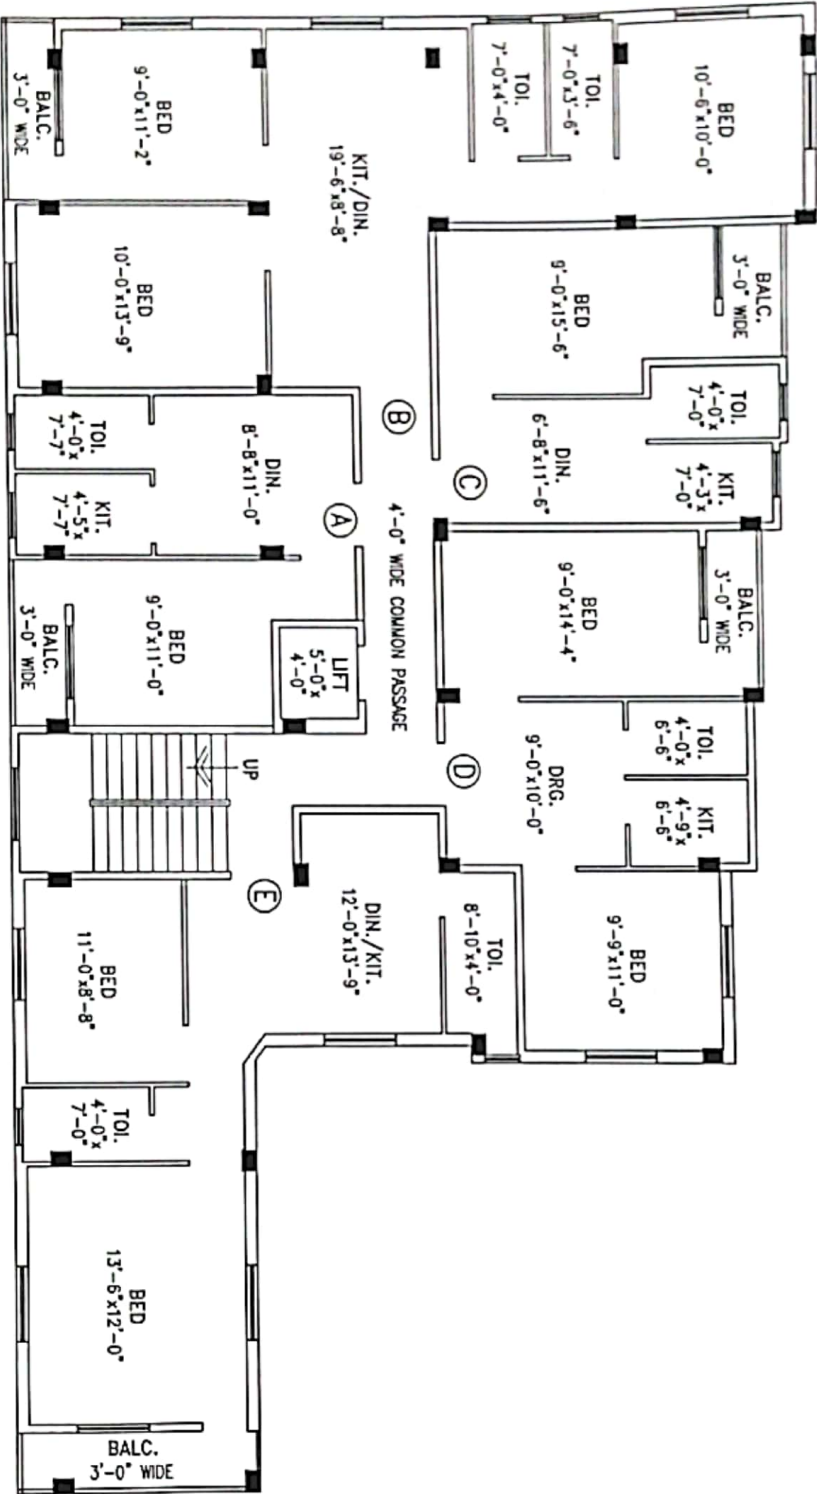 BED
10'-6"x10'-0"
TOI.
7'-0"x3'-6"
TOI.
7'-0"x4'-0"
KIT./DIN.
19'-6"x8'-8"
BED
9'-0"x11'-2"
BALC.
3'-0" WIDE
BED
10'-0"x13'-9"
BALC.
3'-0" WIDE
BED
9'-0"x15'-6"
TOI.
4'-0"x
7'-0"
KIT.
4'-3"x
7'-0"
DIN.
6'-8"x11'-6"
B
C
A
4'-0" WIDE COMMON PASSAGE
DIN.
8'-8"x11'-0"
TOI.
4'-0"x
7'-7"
KIT.
4'-5"x
7'-7"
BED
9'-0"x11'-0"
BALC.
3'-0" WIDE
LIFT
5'-0"x
4'-0"
BALC.
3'-0" WIDE
BED
9'-0"x14'-4"
TOI.
4'-0"x
6'-6"
KIT.
4'-9"x
6'-6"
DRG.
9'-0"x10'-0"
D
UP
E
BED
9'-9"x11'-0"
TOI.
8'-10"x4'-0"
DIN./KIT.
12'-0"x13'-9"
BED
11'-0"x8'-8"
TOI.
4'-0"x
7'-0"
BED
13'-6"x12'-0"
BALC.
3'-0" WIDE